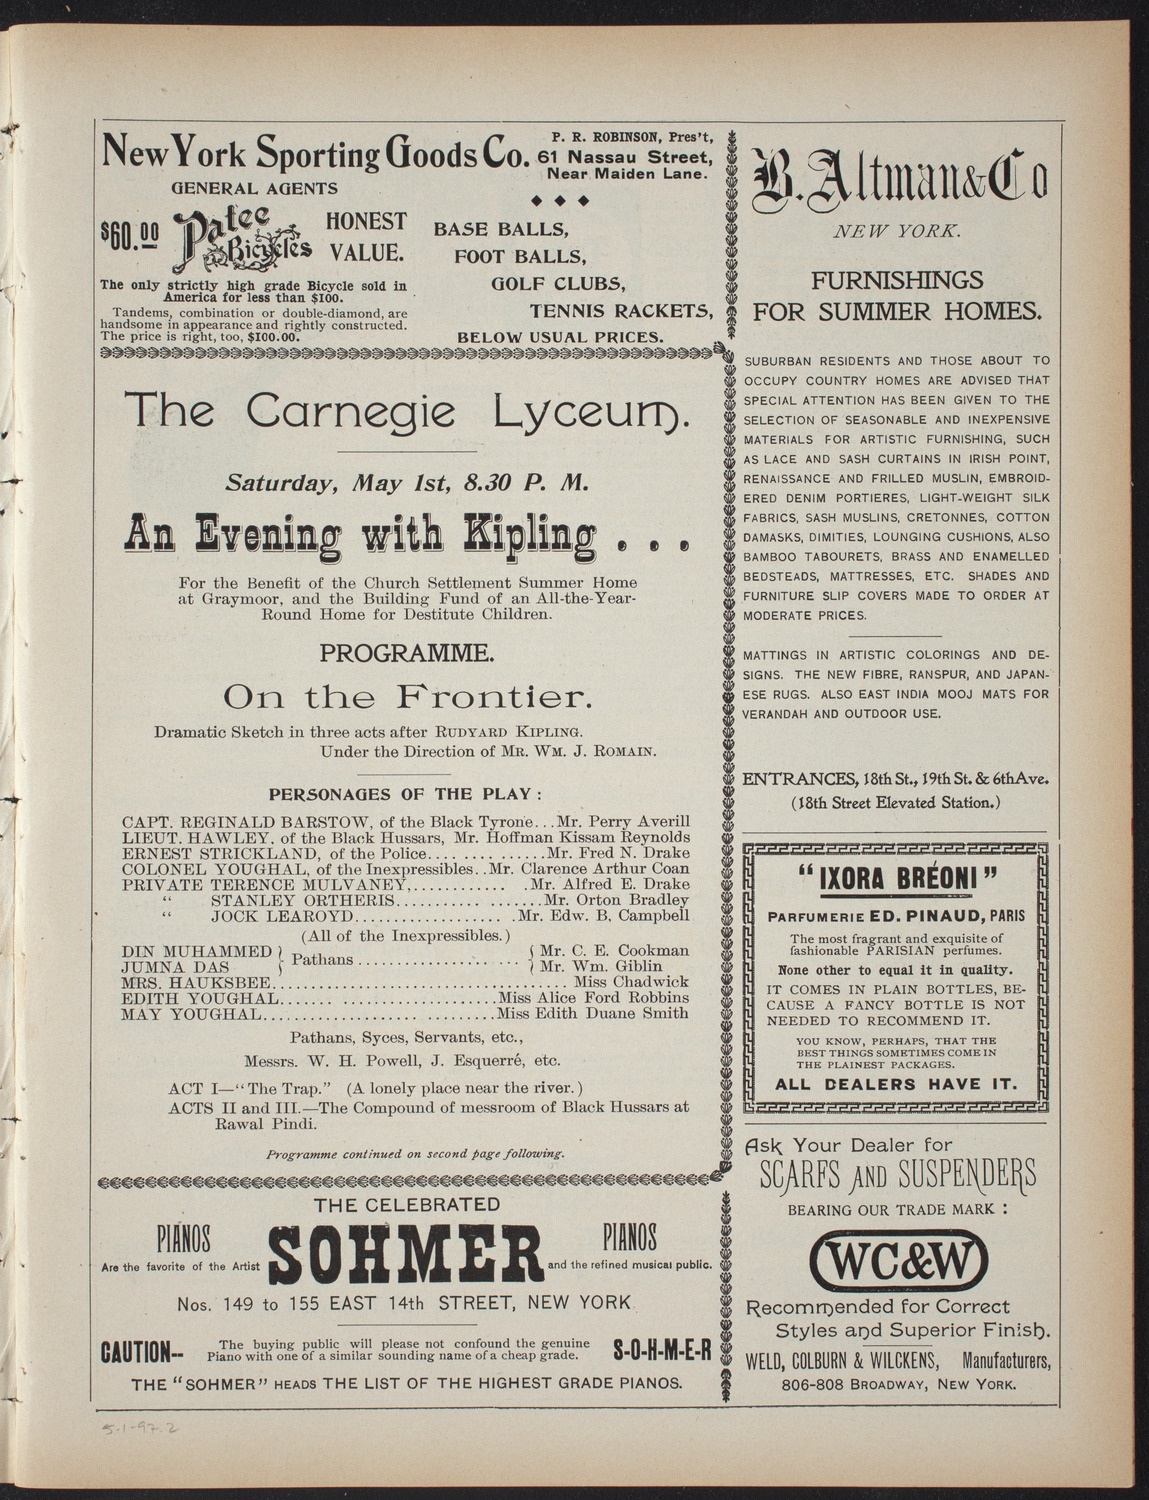 New York Sporting Goods Co.
P. R. ROBINSON, Pres't,
61 Nassau Street,
Near Maiden Lane.
GENERAL AGENTS
$60.00
Patee
Bicycles
HONEST
VALUE.
The only strictly high grade Bicycle sold in
America for less than $100.
Tandems, combination or double-diamond, are
handsome in appearance and rightly constructed.
The price is right, too, $100.00.
BASE BALLS,
FOOT BALLS,
GOLF CLUBS,
TENNIS RACKETS,
BELOW USUAL PRICES.
The Carnegie Lyceum.
Saturday, May 1st, 8.30 P. M.
An Evening with Kipling . . .
For the Benefit of the Church Settlement Summer Home
at Graymoor, and the Building Fund of an All-the-Year-
Round Home for Destitute Children.
PROGRAMME.
On the Frontier.
Dramatic Sketch in three acts after RUDYARD KIPLING.
Under the Direction of MR. WM. J. ROMAIN.
PERSONAGES OF THE PLAY :
CAPT. REGINALD BARSTOW, of the Black Tyrone...Mr. Perry Averill
LIEUT. HAWLEY, of the Black Hussars, Mr. Hoffman Kissam Reynolds
ERNEST STRICKLAND, of the Police.... .... ......Mr. Fred N. Drake
COLONEL YOUGHAL, of the Inexpressibles..Mr. Clarence Arthur Coan
PRIVATE TERENCE MULVANEY,............ .Mr. Alfred E. Drake
" STANLEY ORTHERIS........... .......Mr. Orton Bradley
" JOCK LEAROYD.................. .Mr. Edw. B. Campbell
(All of the Inexpressibles.)
DIN MUHAMMED } Pathans .................... { Mr. C. E. Cookman
JUMNA DAS } { Mr. Wm. Giblin
MRS. HAUKSBEE....................................... Miss Chadwick
EDITH YOUGHAL...........................Miss Alice Ford Robbins
MAY YOUGHAL................... .........Miss Edith Duane Smith
Pathans, Syces, Servants, etc.,
Messrs. W. H. Powell, J. Esquerré, etc.
ACT I—"The Trap." (A lonely place near the river.)
ACTS II and III.—The Compound of messroom of Black Hussars at
Rawal Pindi.
Programme continued on second page following.
THE CELEBRATED
PIANOS SOHMER PIANOS
Are the favorite of the Artist and the refined musical public.
Nos. 149 to 155 EAST 14th STREET, NEW YORK
CAUTION-- The buying public will please not confound the genuine S-O-H-M-E-R
Piano with one of a similar sounding name of a cheap grade.
THE "SOHMER" HEADS THE LIST OF THE HIGHEST GRADE PIANOS.
B. Altman & Co
NEW YORK.
FURNISHINGS
FOR SUMMER HOMES.
SUBURBAN RESIDENTS AND THOSE ABOUT TO
OCCUPY COUNTRY HOMES ARE ADVISED THAT
SPECIAL ATTENTION HAS BEEN GIVEN TO THE
SELECTION OF SEASONABLE AND INEXPENSIVE
MATERIALS FOR ARTISTIC FURNISHING, SUCH
AS LACE AND SASH CURTAINS IN IRISH POINT,
RENAISSANCE AND FRILLED MUSLIN, EMBROID-
ERED DENIM PORTIERES, LIGHT-WEIGHT SILK
FABRICS, SASH MUSLINS, CRETONNES, COTTON
DAMASKS, DIMITIES, LOUNGING CUSHIONS, ALSO
BAMBOO TABOURETS, BRASS AND ENAMELLED
BEDSTEADS, MATTRESSES, ETC. SHADES AND
FURNITURE SLIP COVERS MADE TO ORDER AT
MODERATE PRICES.
MATTINGS IN ARTISTIC COLORINGS AND DE-
SIGNS. THE NEW FIBRE, RANSPUR, AND JAPAN-
ESE RUGS. ALSO EAST INDIA MOOJ MATS FOR
VERANDAH AND OUTDOOR USE.
ENTRANCES, 18th St., 19th St. & 6th Ave.
(18th Street Elevated Station.)
"IXORA BRÉONI"
PARFUMERIE ED. PINAUD, PARIS
The most fragrant and exquisite of
fashionable PARISIAN perfumes.
None other to equal it in quality.
IT COMES IN PLAIN BOTTLES, BE-
CAUSE A FANCY BOTTLE IS NOT
NEEDED TO RECOMMEND IT.
YOU KNOW, PERHAPS, THAT THE
BEST THINGS SOMETIMES COME IN
THE PLAINEST PACKAGES.
ALL DEALERS HAVE IT.
Ask Your Dealer for
SCARFS AND SUSPENDERS
BEARING OUR TRADE MARK :
WC&W
Recommended for Correct
Styles and Superior Finish.
WELD, COLBURN & WILCKENS, Manufacturers,
806-808 BROADWAY, NEW YORK.
5-1-97.2